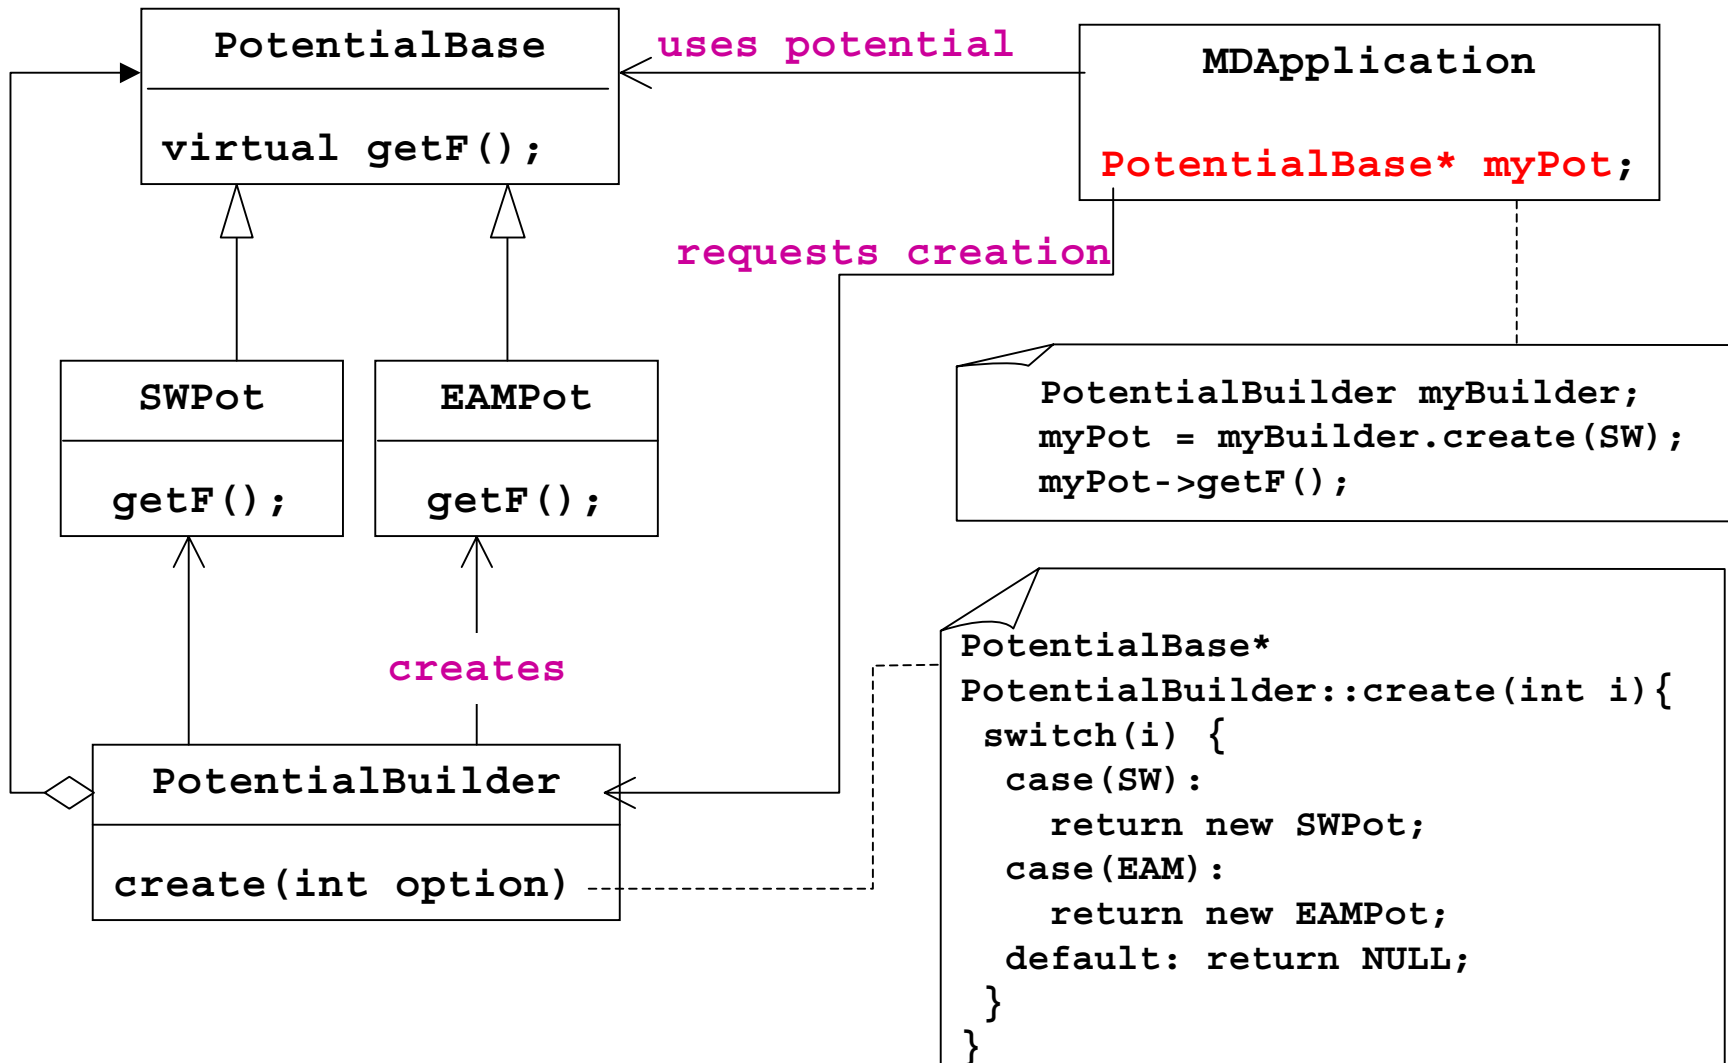 PotentialBase
virtual getF();
uses potential
MDApplication
PotentialBase* myPot;
requests creation
SWPot
getF();
EAMPot
getF();
PotentialBuilder myBuilder;
myPot = myBuilder.create(SW);
myPot->getF();
creates
PotentialBuilder
create(int option)
PotentialBase*
PotentialBuilder::create(int i){
switch(i) {
case(SW):
return new SWPot;
case(EAM):
return new EAMPot;
default: return NULL;
}
}